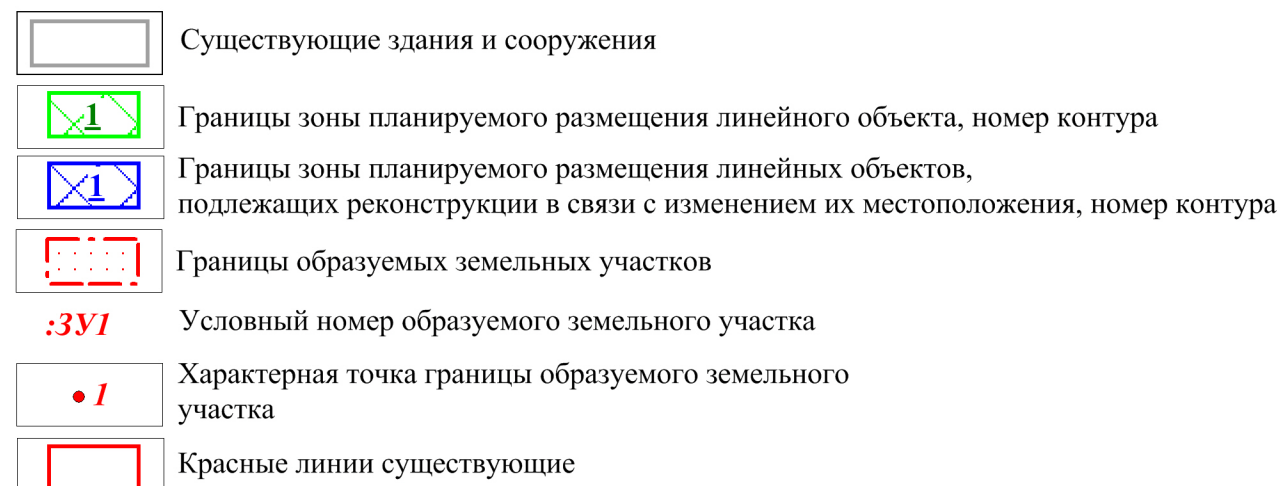 Существующие здания и сооружения
1
Границы зоны планируемого размещения линейного объекта, номер контура
1
Границы зоны планируемого размещения линейных объектов,
подлежащих реконструкции в связи с изменением их местоположения, номер контура
Границы образуемых земельных участков
:ЗУ1
Условный номер образуемого земельного участка
1
Характерная точка границы образуемого земельного
участка
Красные линии существующие